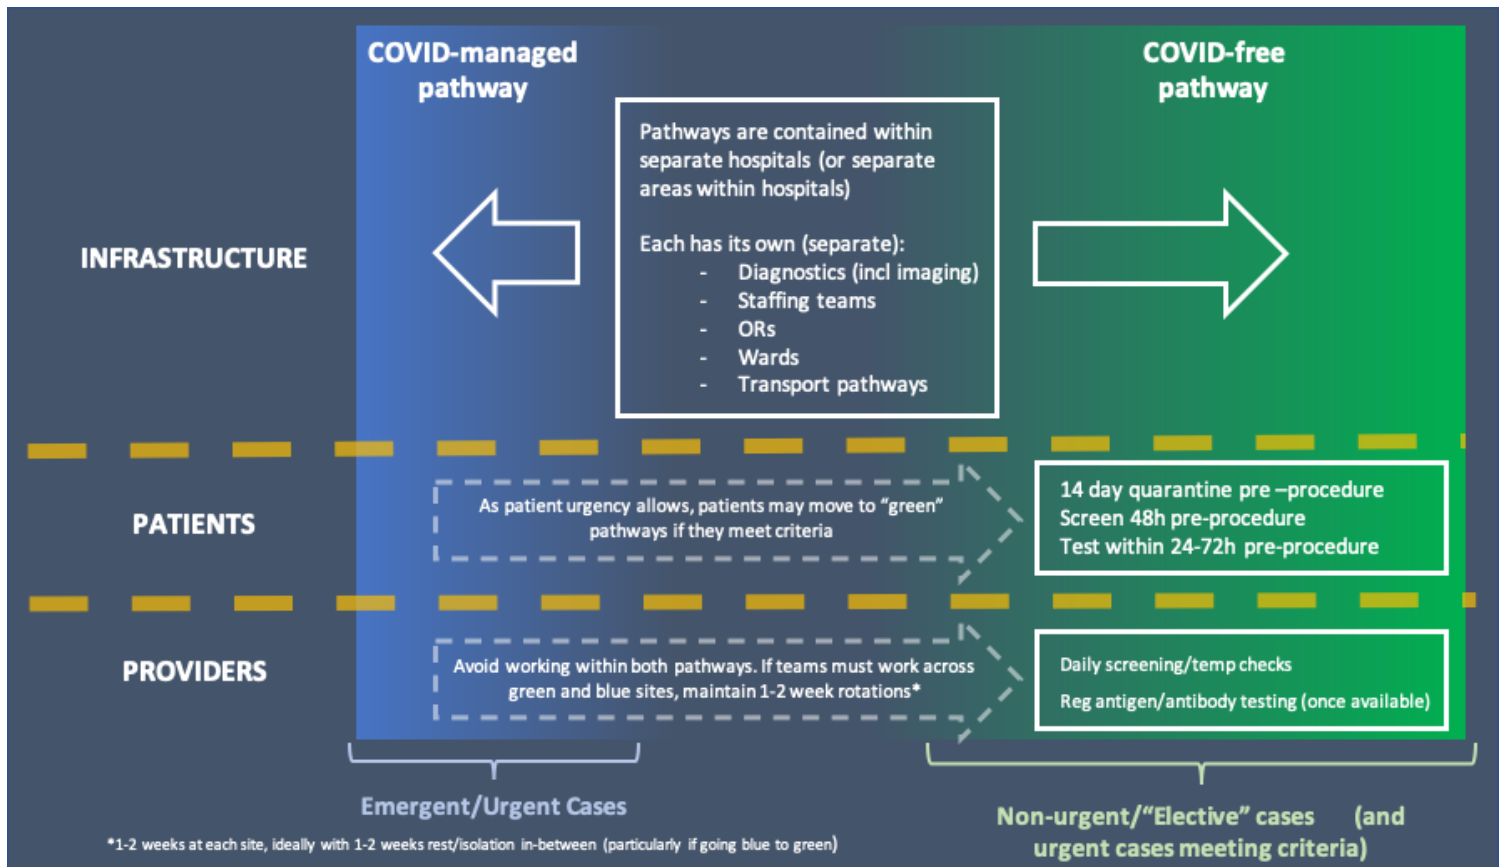 COVID-managed
pathway
COVID-free
pathway
Pathways are contained within
separate hospitals (or separate
areas within hospitals)
Each has its own (separate):
- Diagnostics (incl imaging)
- Staffing teams
- ORs
- Wards
- Transport pathways
INFRASTRUCTURE
PATIENTS
As patient urgency allows, patients may move to “green”
pathways if they meet criteria
14 day quarantine pre –procedure
Screen 48h pre-procedure
Test within 24-72h pre-procedure
PROVIDERS
Avoid working within both pathways. If teams must work across
green and blue sites, maintain 1-2 week rotations*
Daily screening/temp checks
Reg antigen/antibody testing (once available)
Emergent/Urgent Cases
Non-urgent/“Elective” cases (and
urgent cases meeting criteria)
*1-2 weeks at each site, ideally with 1-2 weeks rest/isolation in-between (particularly if going blue to green)